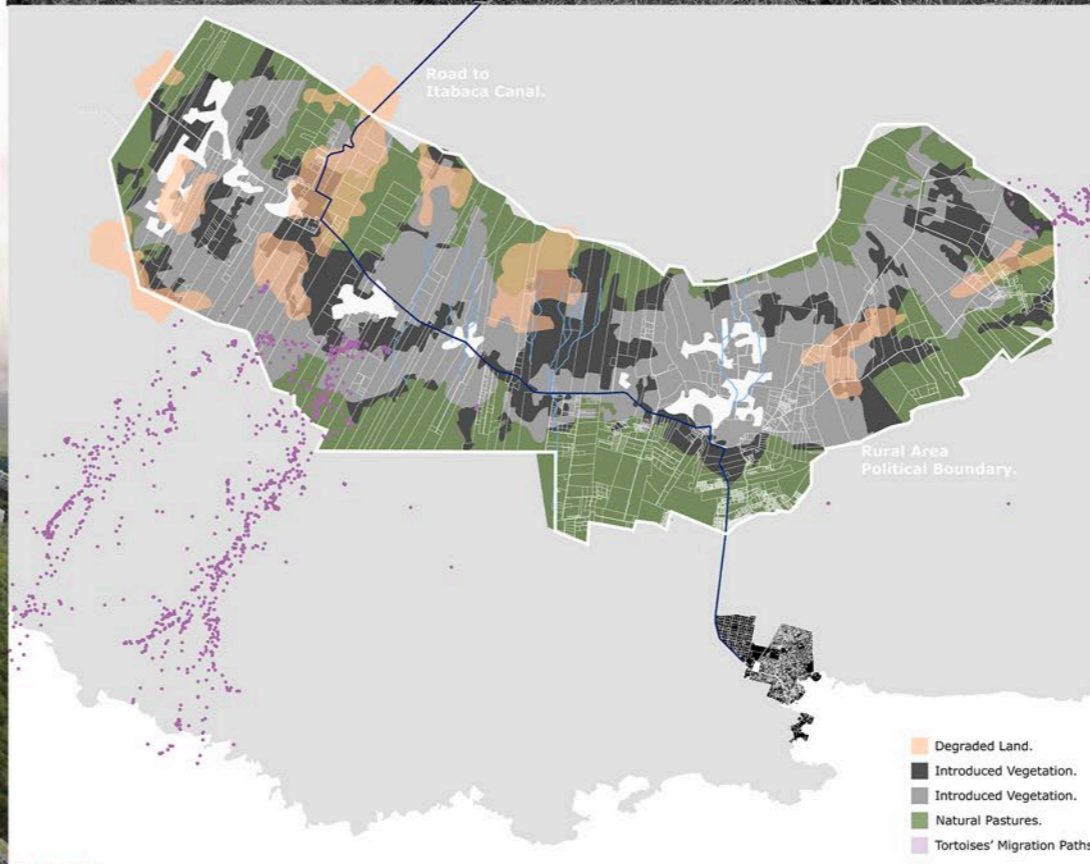 Road to
Itabaca Canal.
Rural Area
Political Boundary.
Degraded Land.
Introduced Vegetation.
Introduced Vegetation.
Natural Pastures.
Tortoises' Migration Paths